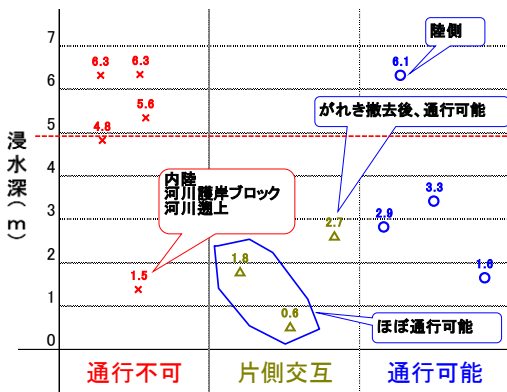 浸水深(m)
7
6
5
4
3
2
1
0
6.3
6.3
5.6
4.8
1.5
内陸
河川護岸ブロック
河川遡上
1.8
0.6
2.7
がれき撤去後、通行可能
ほぼ通行可能
陸側
6.1
2.9
3.3
1.6
通行不可
片側交互
通行可能